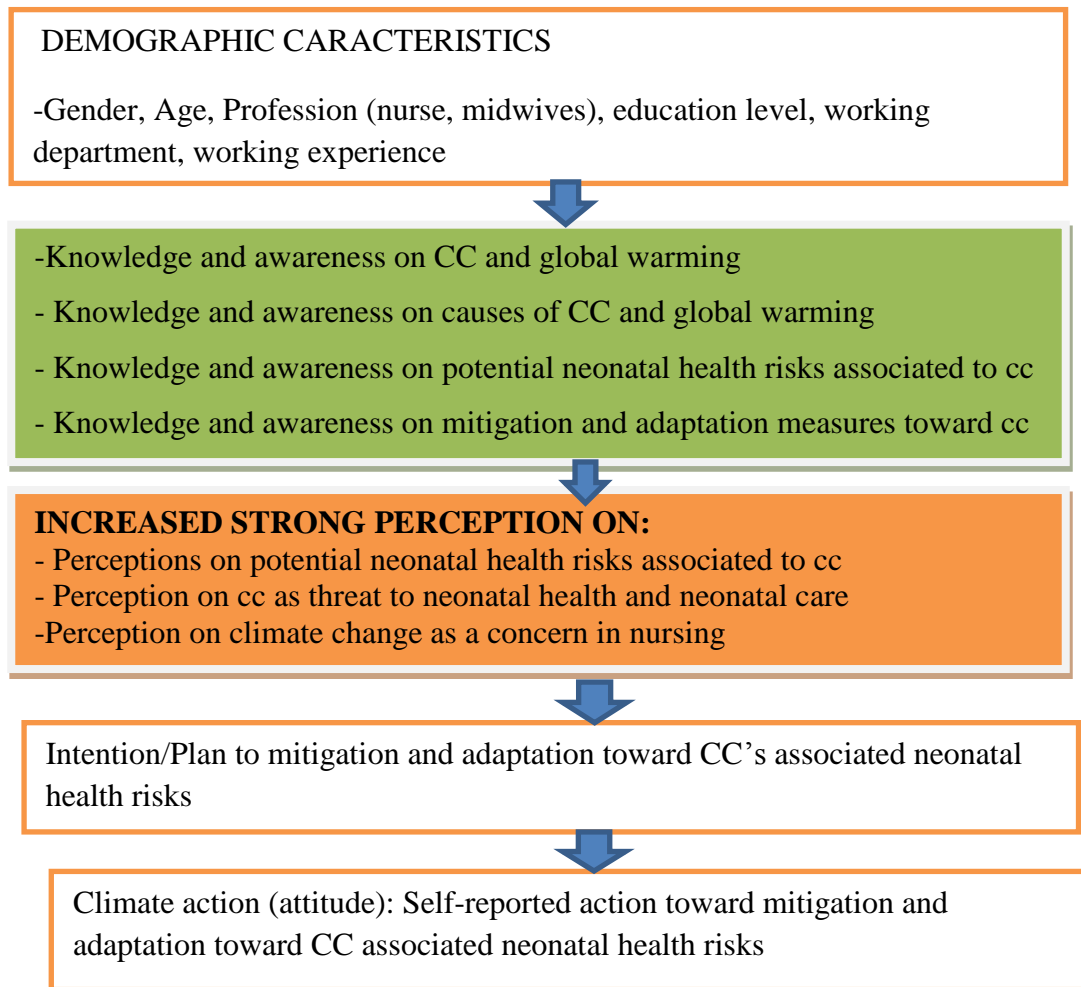 DEMOGRAPHIC CARACTERISTICS
-Gender, Age, Profession (nurse, midwives), education level, working
department, working experience
-Knowledge and awareness on CC and global warming
- Knowledge and awareness on causes of CC and global warming
- Knowledge and awareness on potential neonatal health risks associated to cc
- Knowledge and awareness on mitigation and adaptation measures toward cc
INCREASED STRONG PERCEPTION ON:
- Perceptions on potential neonatal health risks associated to cc
- Perception on cc as threat to neonatal health and neonatal care
-Perception on climate change as a concern in nursing
Intention/Plan to mitigation and adaptation toward CC’s associated neonatal
health risks
Climate action (attitude): Self-reported action toward mitigation and
adaptation toward CC associated neonatal health risks